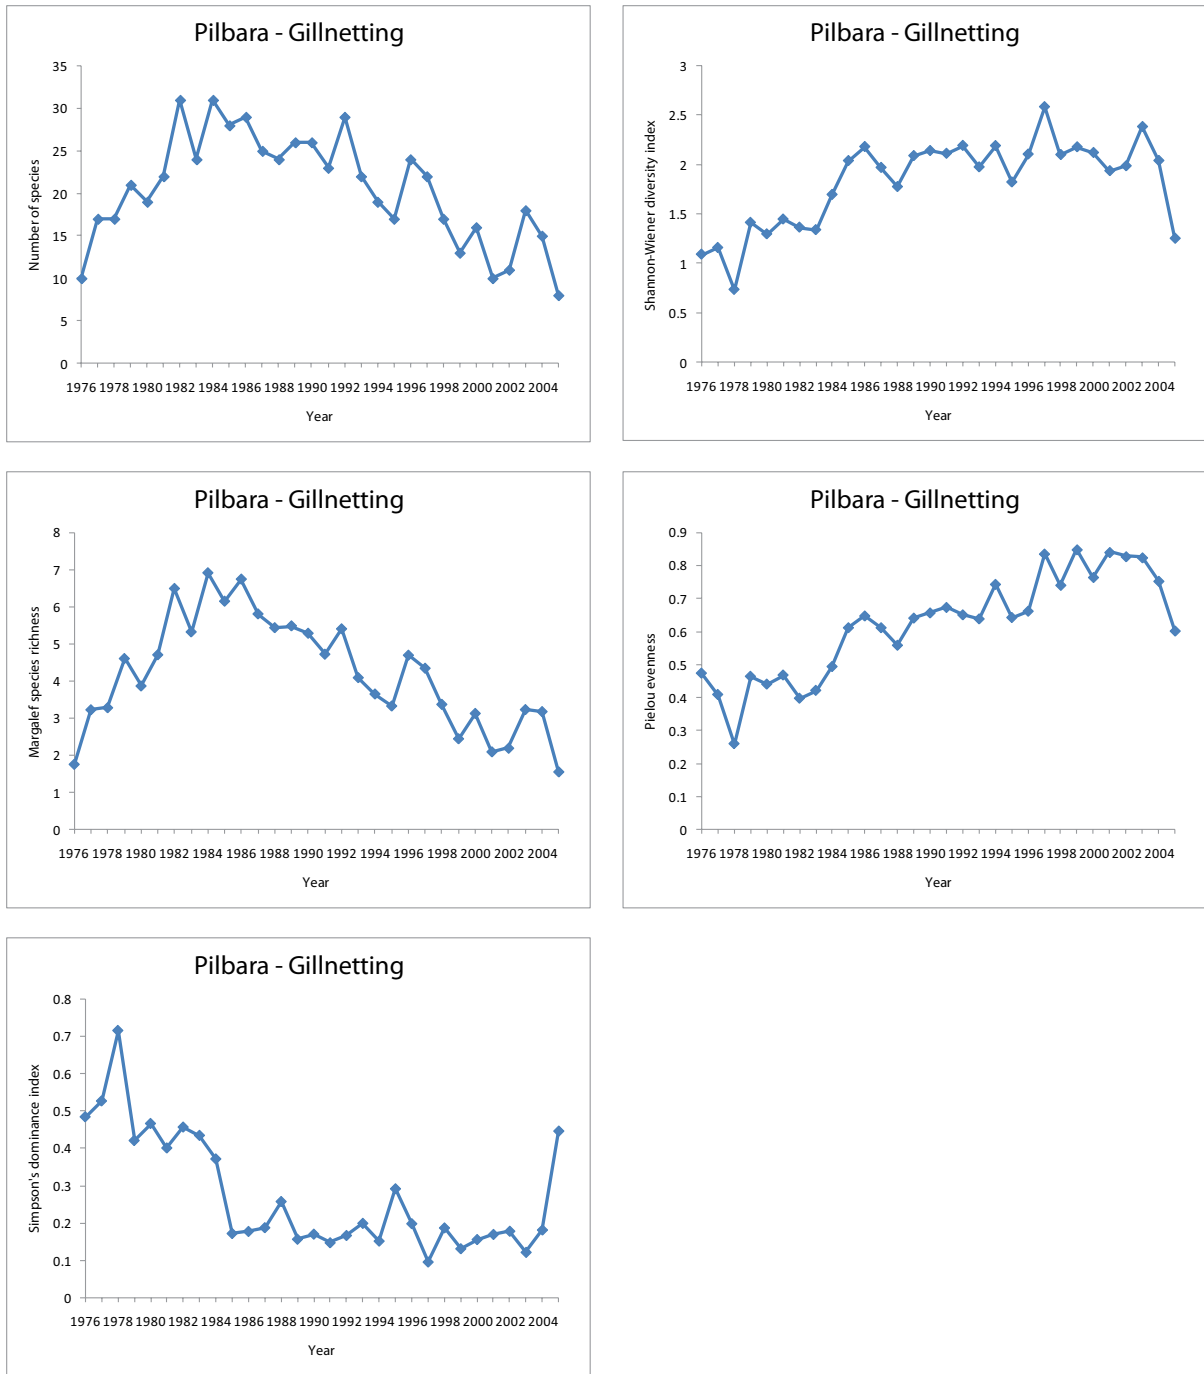 Pilbara - Gillnetting
Number of species
35
30
25
20
15
10
5
0
1976 1978 1980 1982 1984 1986 1988 1990 1992 1994 1996 1998 2000 2002 2004
Year
Pilbara - Gillnetting
Shannon-Wiener diversity index
3
2.5
2
1.5
1
0.5
0
1976 1978 1980 1982 1984 1986 1988 1990 1992 1994 1996 1998 2000 2002 2004
Year
Pilbara - Gillnetting
Margalef species richness
8
7
6
5
4
3
2
1
0
1976 1978 1980 1982 1984 1986 1988 1990 1992 1994 1996 1998 2000 2002 2004
Year
Pilbara - Gillnetting
Pielou evenness
0.9
0.8
0.7
0.6
0.5
0.4
0.3
0.2
0.1
0
1976 1978 1980 1982 1984 1986 1988 1990 1992 1994 1996 1998 2000 2002 2004
Year
Pilbara - Gillnetting
Simpson's dominance index
0.8
0.7
0.6
0.5
0.4
0.3
0.2
0.1
0
1976 1978 1980 1982 1984 1986 1988 1990 1992 1994 1996 1998 2000 2002 2004
Year